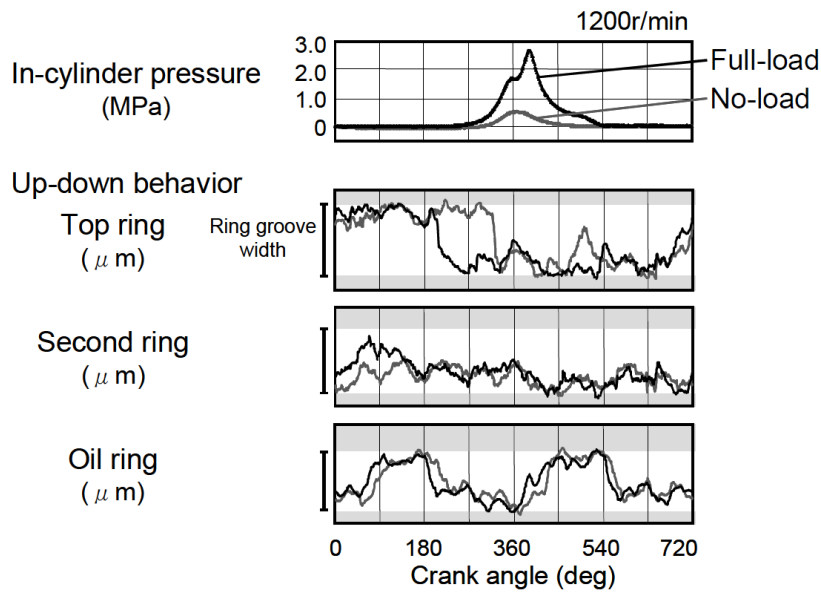 1200r/min
In-cylinder pressure
(MPa)
3.0
2.0
1.0
0
Full-load
No-load
Up-down behavior
Top ring
(μm)
Ring groove
width
Second ring
(μm)
Oil ring
(μm)
0 180 360 540 720
Crank angle (deg)